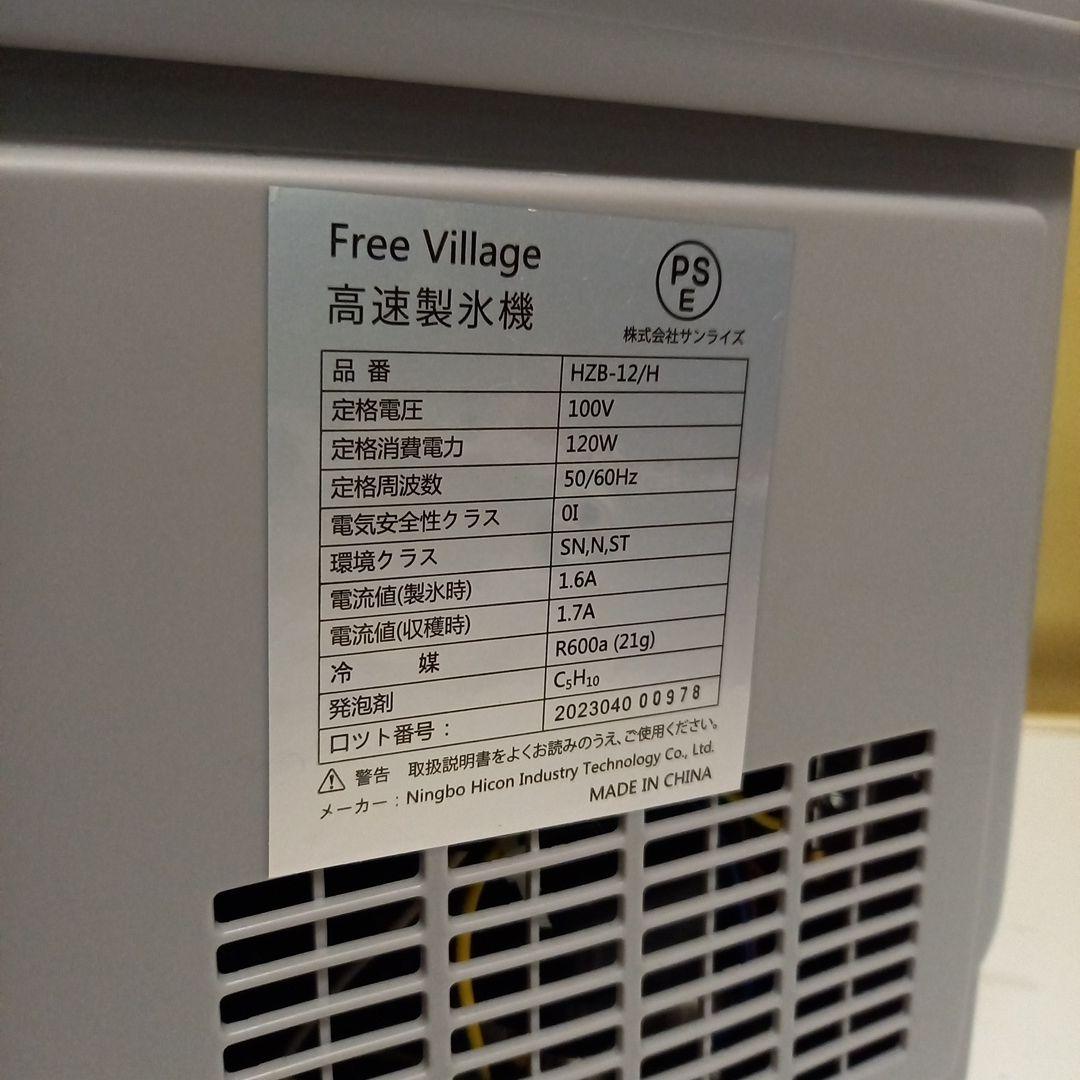 Free Village
高速製氷機
PS
E
株式会社サンライズ
品 番 HZB-12/H
定格電圧 100V
定格消費電力 120W
定格周波数 50/60Hz
電気安全性クラス 0I
環境クラス SN,N,ST
電流値(製氷時) 1.6A
電流値(収穫時) 1.7A
冷 媒 R600a (21g)
発泡剤 C₅H₁₀
ロット番号： 2023040 00978
警告 取扱説明書をよくお読みのうえ、ご使用ください。
メーカー：Ningbo Hicon Industry Technology Co., Ltd.
MADE IN CHINA